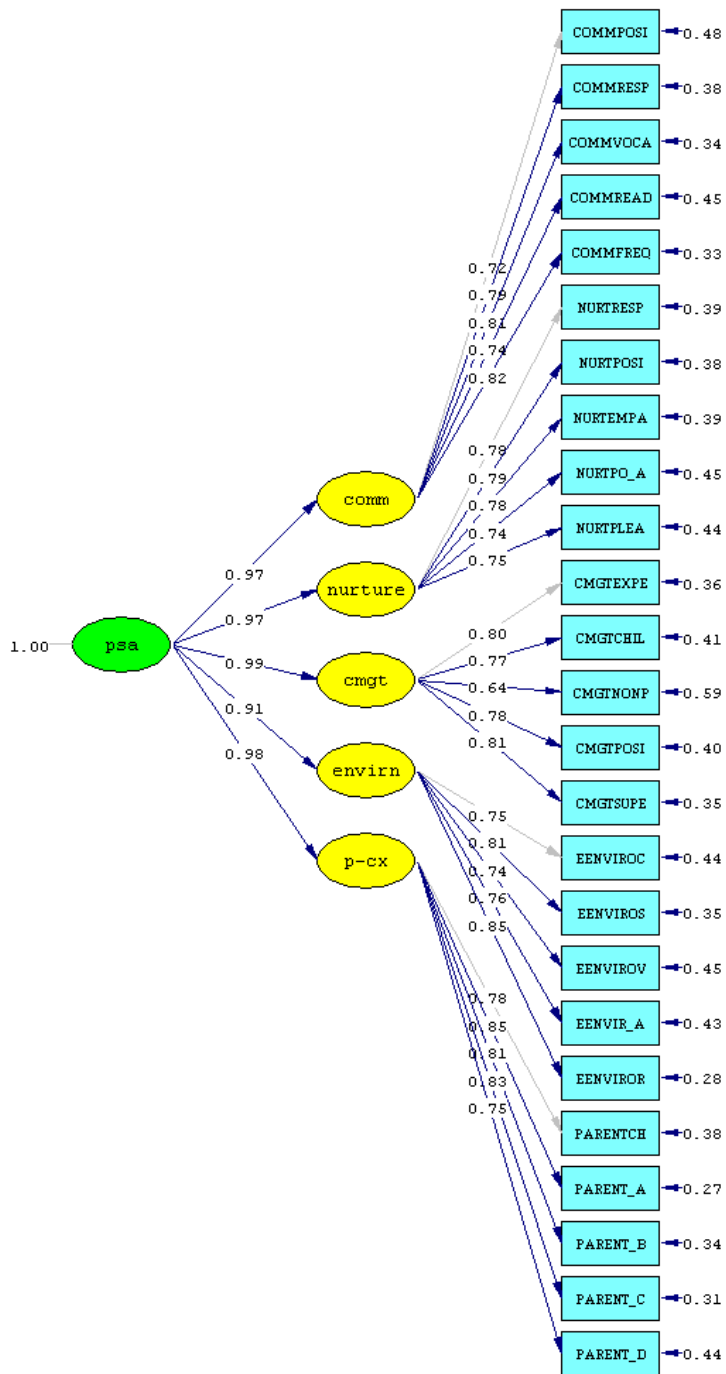 COMMPOSI 0.48
COMMRESP 0.38
COMMVOCA 0.34
COMMREAD 0.45
COMMFREQ 0.33
0.72
0.79
0.81
0.74
0.82
NURTRESP 0.39
NURTPOSI 0.38
NURTEMPA 0.39
NURTPO_A 0.45
NURTPLEA 0.44
0.78
0.79
0.78
0.74
0.75
comm
nurture
cmgt
envirn
p-cx
0.97
0.97
0.99
0.91
0.98
1.00 psa
CMGTEXPE 0.36
CMGTCHIL 0.41
CMGTNONP 0.59
CMGTPOSI 0.40
CMGTSUPE 0.35
0.80
0.77
0.64
0.78
0.81
EENVIROC 0.44
EENVIROS 0.35
EENVIROV 0.45
EENVIR_A 0.43
EENVIROR 0.28
0.75
0.81
0.74
0.76
0.85
PARENTCH 0.38
PARENT_A 0.27
PARENT_B 0.34
PARENT_C 0.31
PARENT_D 0.44
0.78
0.85
0.81
0.83
0.75